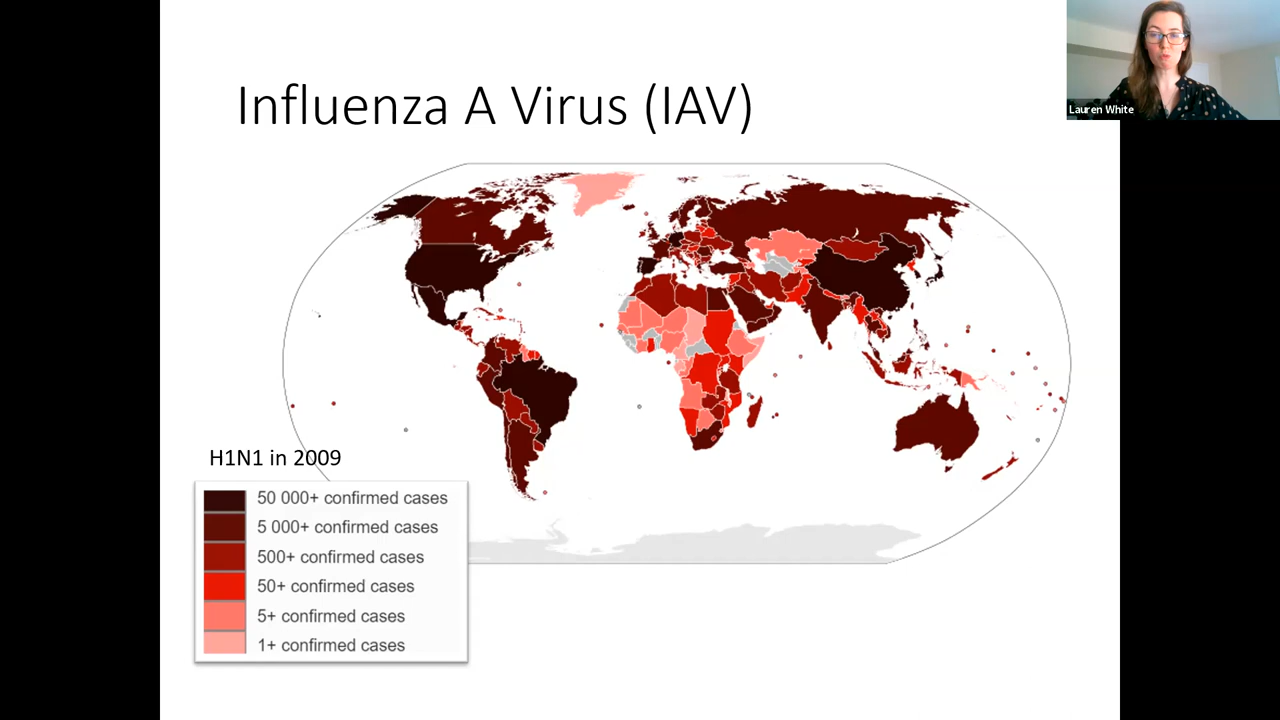 Influenza A Virus (IAV)
Lauren White
H1N1 in 2009
50 000+ confirmed cases
5 000+ confirmed cases
500+ confirmed cases
50+ confirmed cases
5+ confirmed cases
1+ confirmed cases